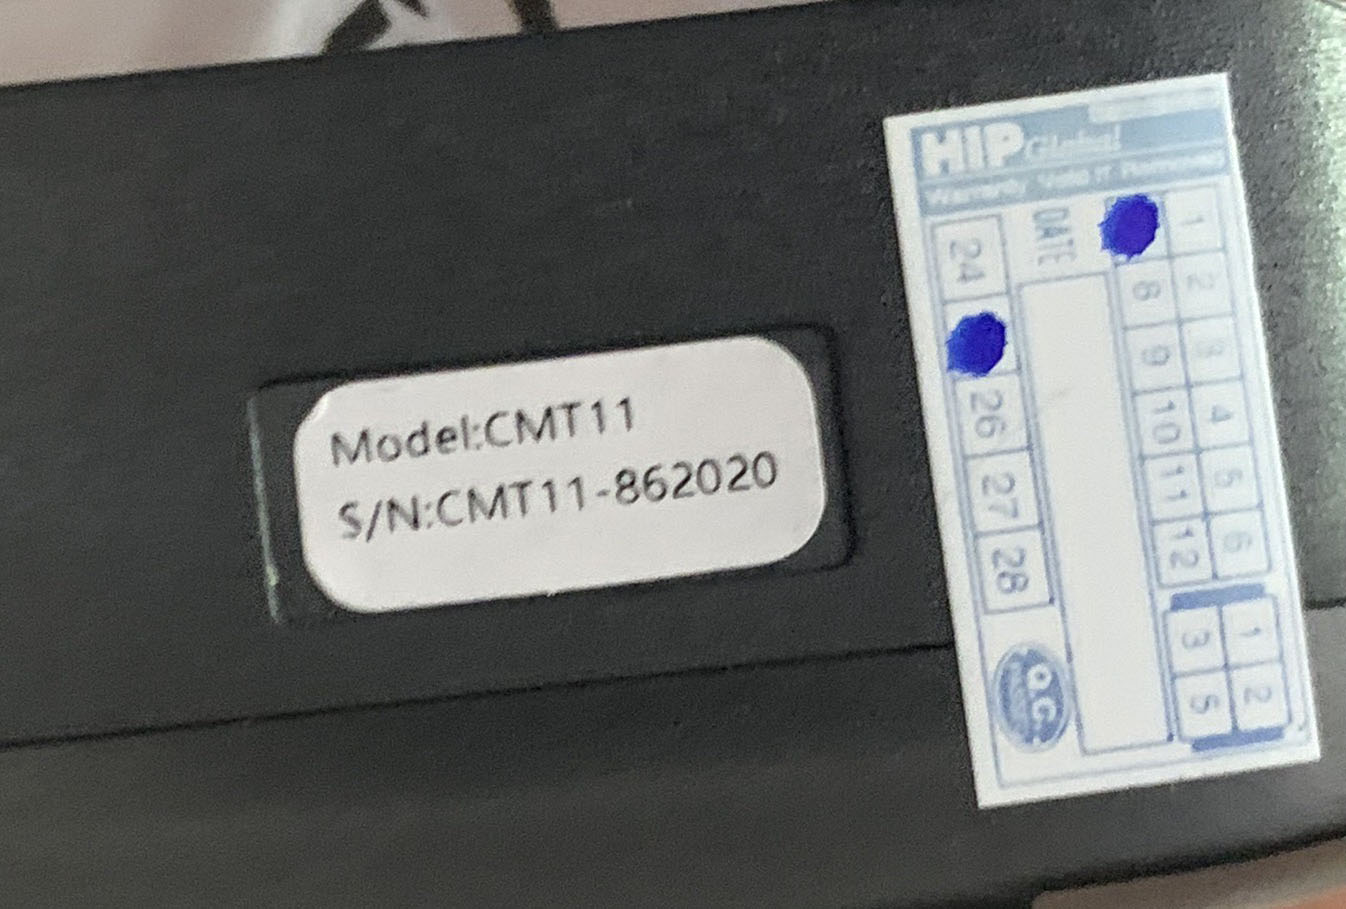 Model:CMT11
S/N:CMT11-862020
HIP Global
Warranty Void If Removed
1 2 3 4 5 6
8 9 10 11 12
1 2
3 5
DATE
24 26 27 28
Q.C.